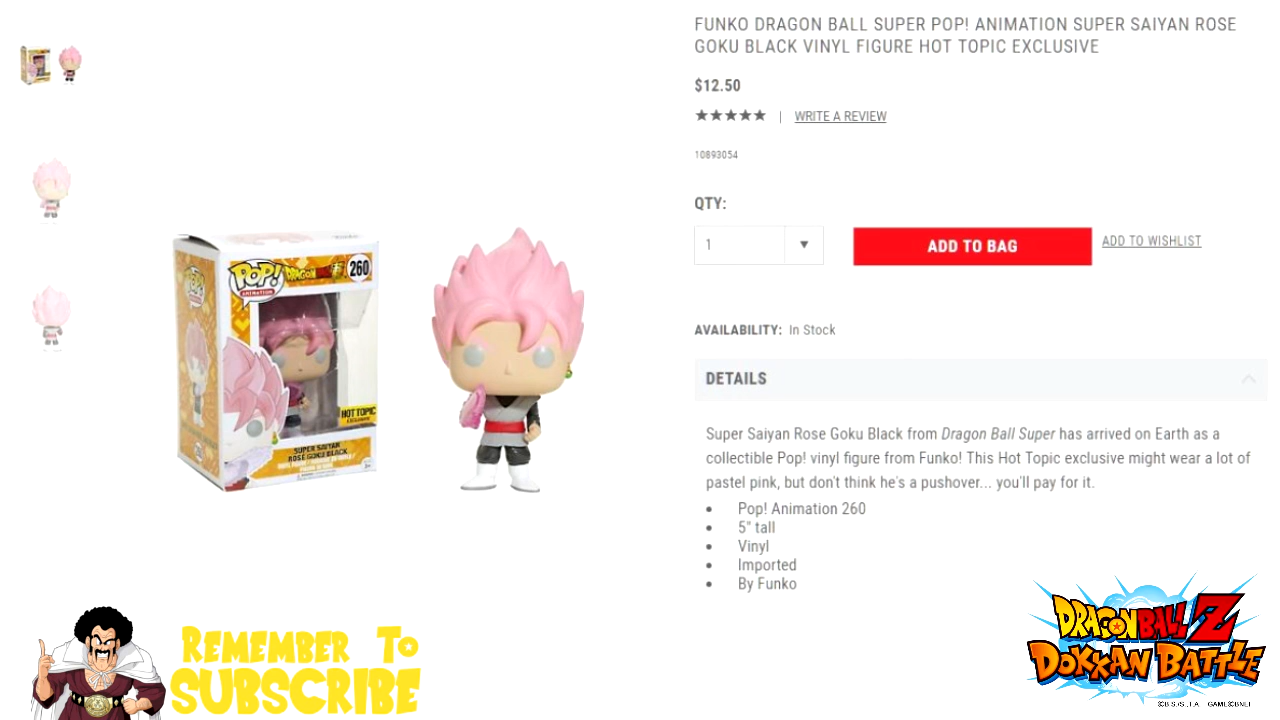 FUNKO DRAGON BALL SUPER POP! ANIMATION SUPER SAIYAN ROSE
GOKU BLACK VINYL FIGURE HOT TOPIC EXCLUSIVE
$12.50
| WRITE A REVIEW
10893054
QTY:
1
ADD TO BAG
ADD TO WISHLIST
AVAILABILITY: In Stock
DETAILS
Super Saiyan Rose Goku Black from Dragon Ball Super has arrived on Earth as a
collectible Pop! vinyl figure from Funko! This Hot Topic exclusive might wear a lot of
pastel pink, but don't think he's a pushover... you'll pay for it.
• Pop! Animation 260
• 5" tall
• Vinyl
• Imported
• By Funko
POP!
ANIMATION
DRAGON BALL
260
HOT TOPIC
EXCLUSIVE
SUPER SAIYAN
ROSE GOKU BLACK
REMEMBER TO
SUBSCRIBE
DRAGON BALL Z
DOKKAN BATTLE